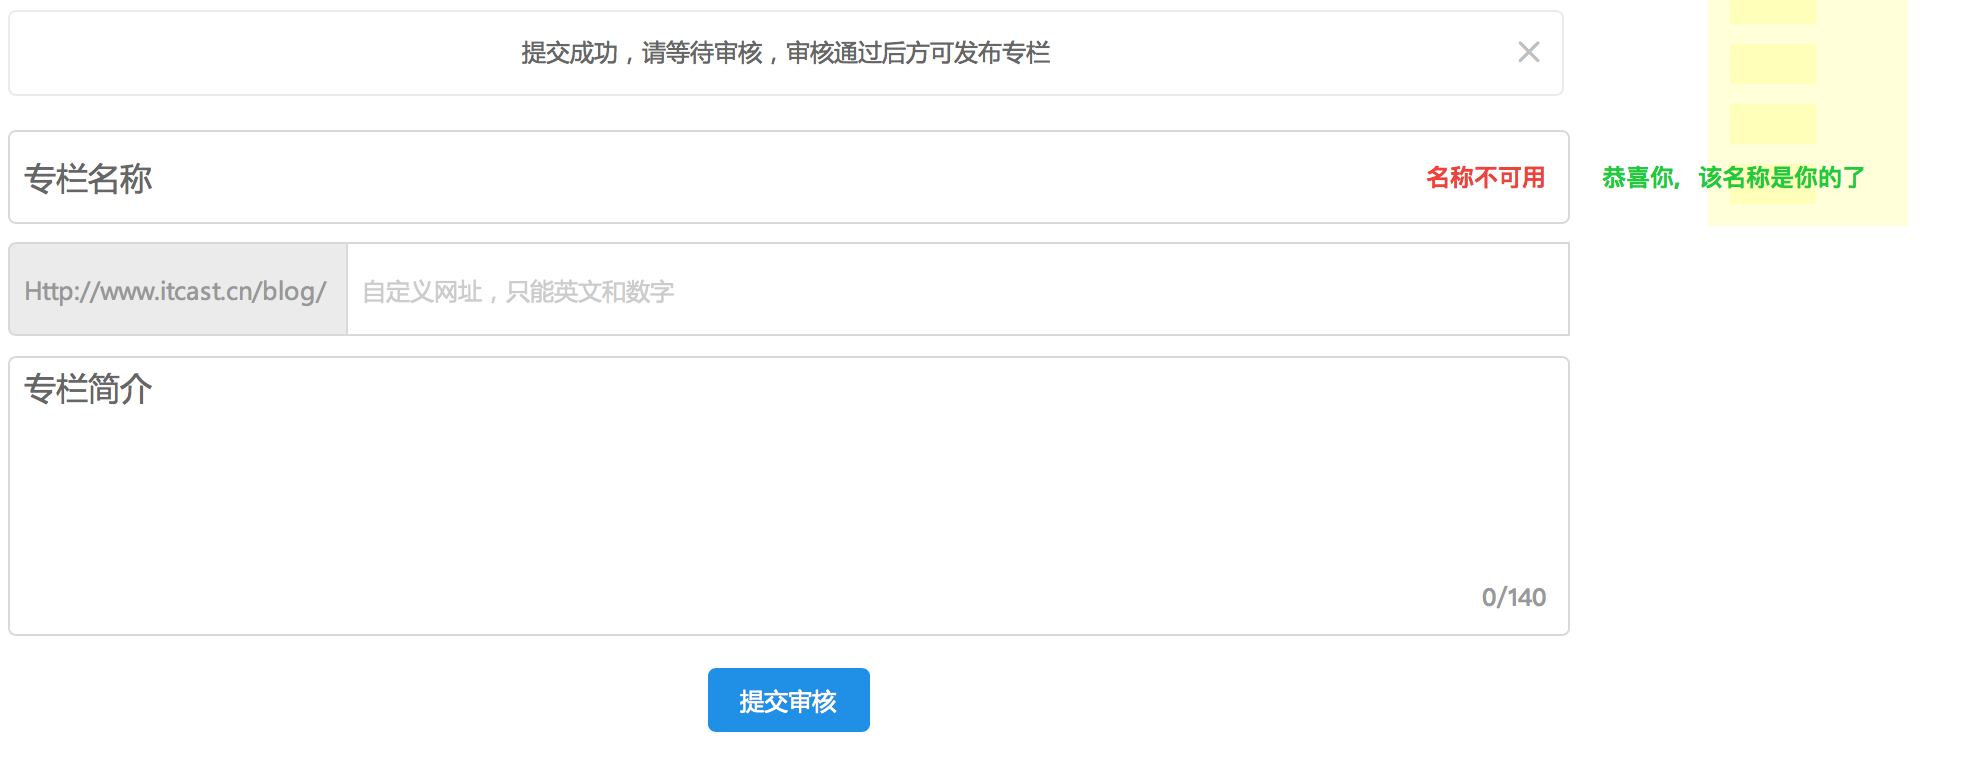 提交成功，请等待审核，审核通过后方可发布专栏
专栏名称
名称不可用
恭喜你，该名称是你的了
Http://www.itcast.cn/blog/
自定义网址，只能英文和数字
专栏简介
0/140
提交审核